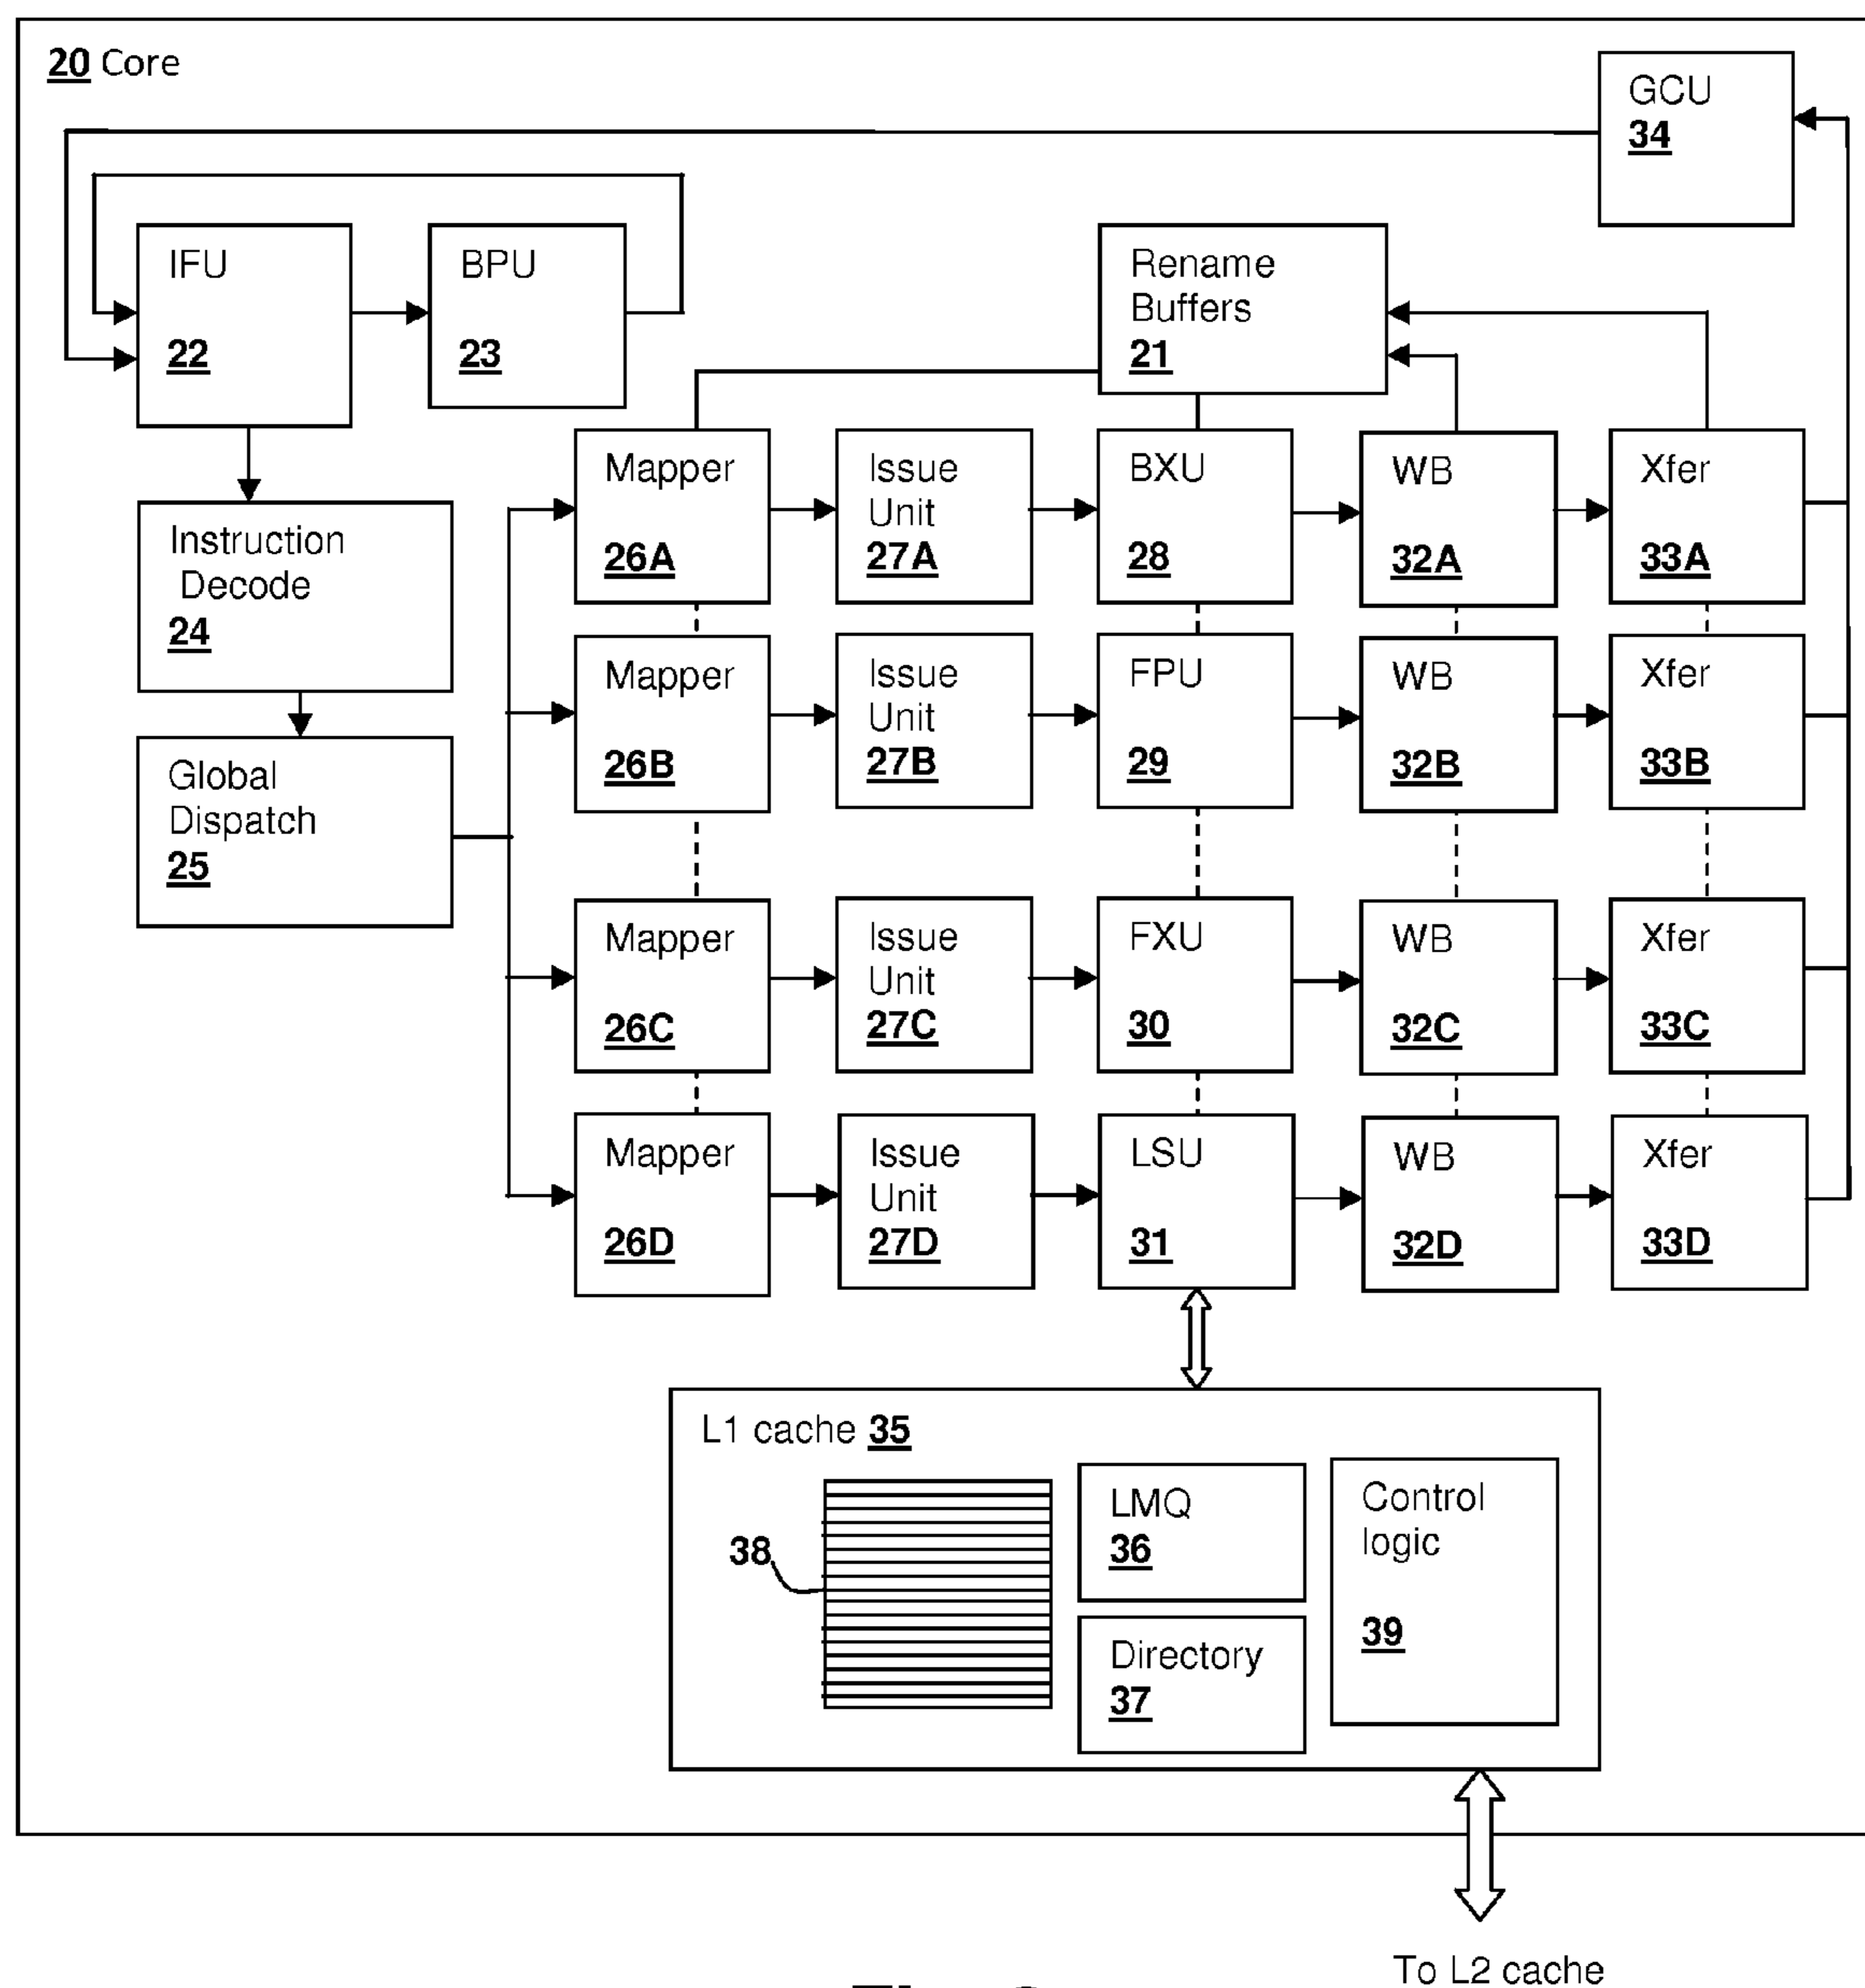 20 Core
GCU
34
IFU
22
BPU
23
Rename
Buffers
21
Instruction
Decode
24
Global
Dispatch
25
Mapper
26A
Issue
Unit
27A
BXU
28
WB
32A
Xfer
33A
Mapper
26B
Issue
Unit
27B
FPU
29
WB
32B
Xfer
33B
Mapper
26C
Issue
Unit
27C
FXU
30
WB
32C
Xfer
33C
Mapper
26D
Issue
Unit
27D
LSU
31
WB
32D
Xfer
33D
L1 cache 35
38
LMQ
36
Directory
37
Control
logic
39
To L2 cache